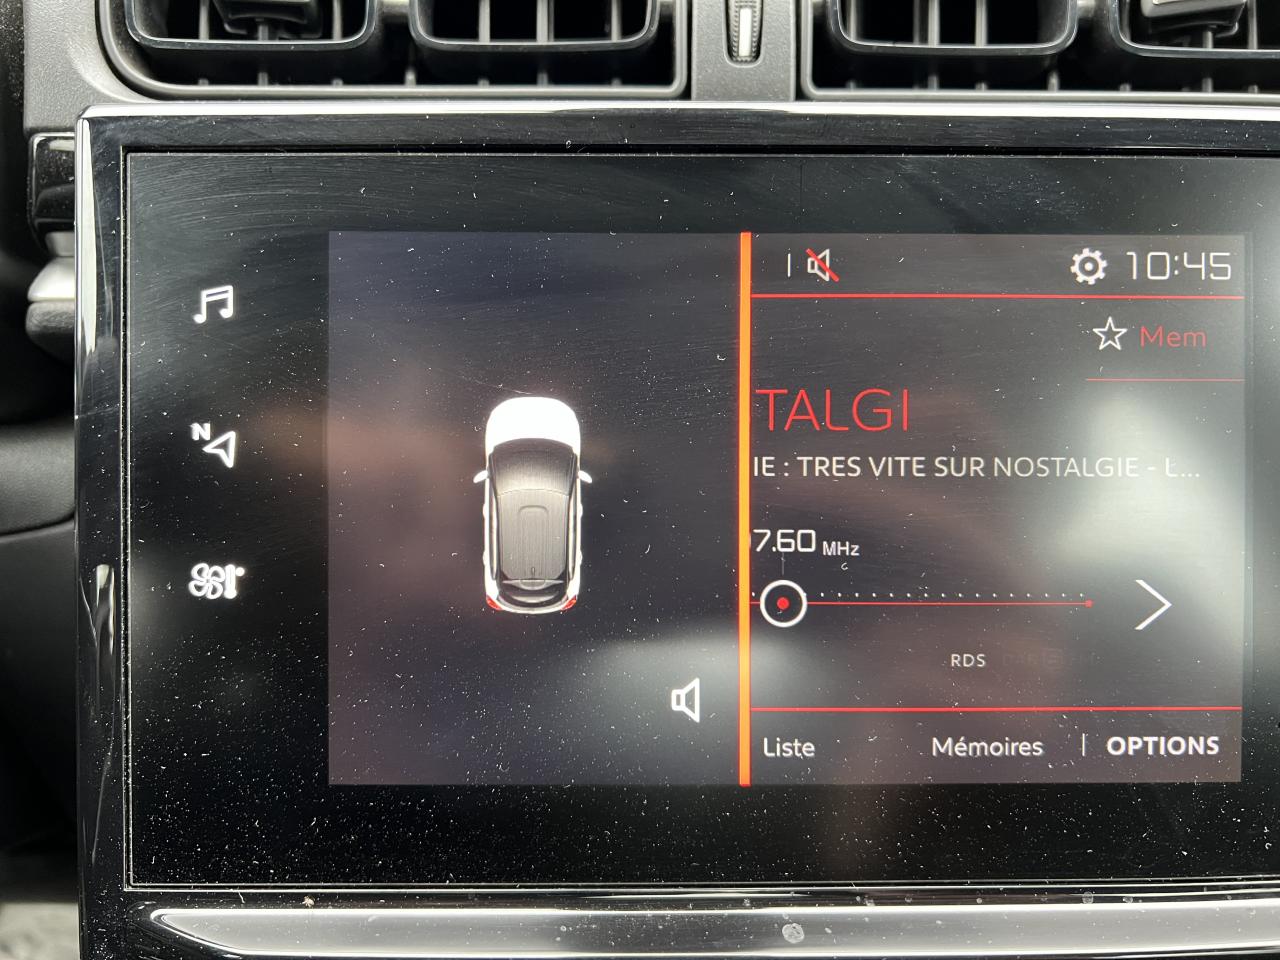 10:45
N
Mem
TALGI
IE : TRES VITE SUR NOSTALGIE - L...
7.60 MHz
RDS
Liste Mémoires | OPTIONS